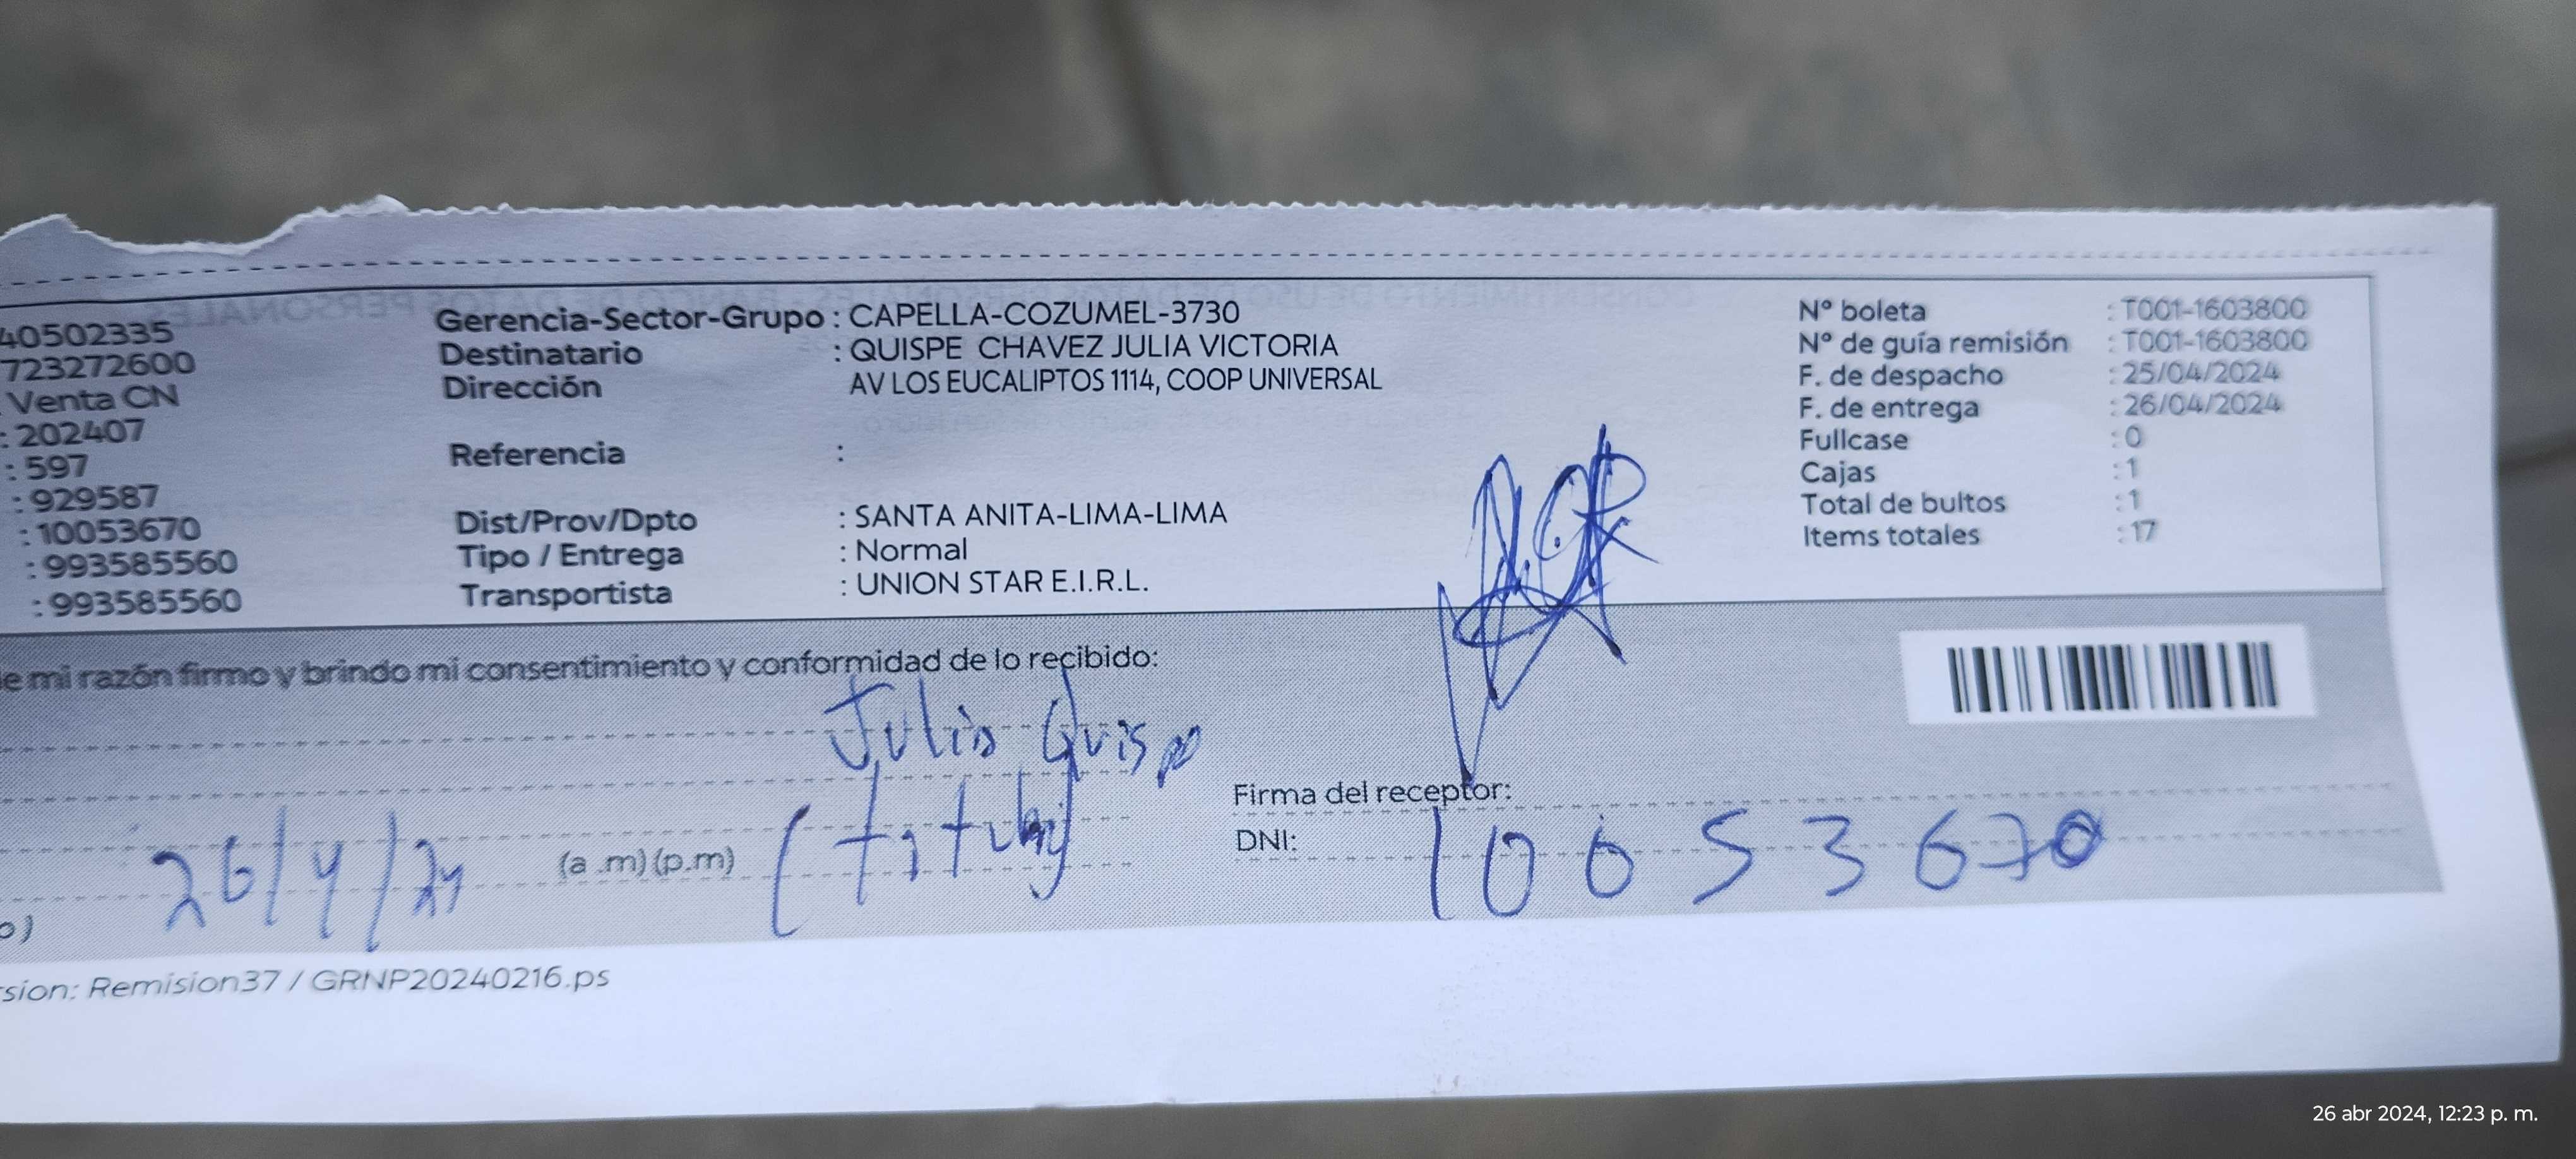 40502335
723272600
Venta CN
: 202407
: 597
: 929587
: 10053670
: 993585560
: 993585560
Gerencia-Sector-Grupo : CAPELLA-COZUMEL-3730
Destinatario : QUISPE CHAVEZ JULIA VICTORIA
Dirección AV LOS EUCALIPTOS 1114, COOP UNIVERSAL
Referencia :
Dist/Prov/Dpto : SANTA ANITA-LIMA-LIMA
Tipo / Entrega : Normal
Transportista : UNION STAR E.I.R.L.
Nº boleta : T001-1603800
Nº de guía remisión : T001-1603800
F. de despacho : 25/04/2024
F. de entrega : 26/04/2024
Fullcase : 0
Cajas : 1
Total de bultos : 1
Items totales : 17
e mi razón firmo y brindo mi consentimiento y conformidad de lo recibido:
Julia Quispe
Firma del receptor:
26/4/24 (a .m) (p.m)
DNI: 10053670
o)
sion: Remision37 / GRNP20240216.ps
26 abr 2024, 12:23 p. m.